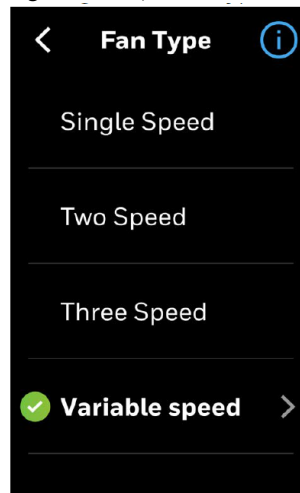 Fan Type
Single Speed
Two Speed
Three Speed
Variable speed